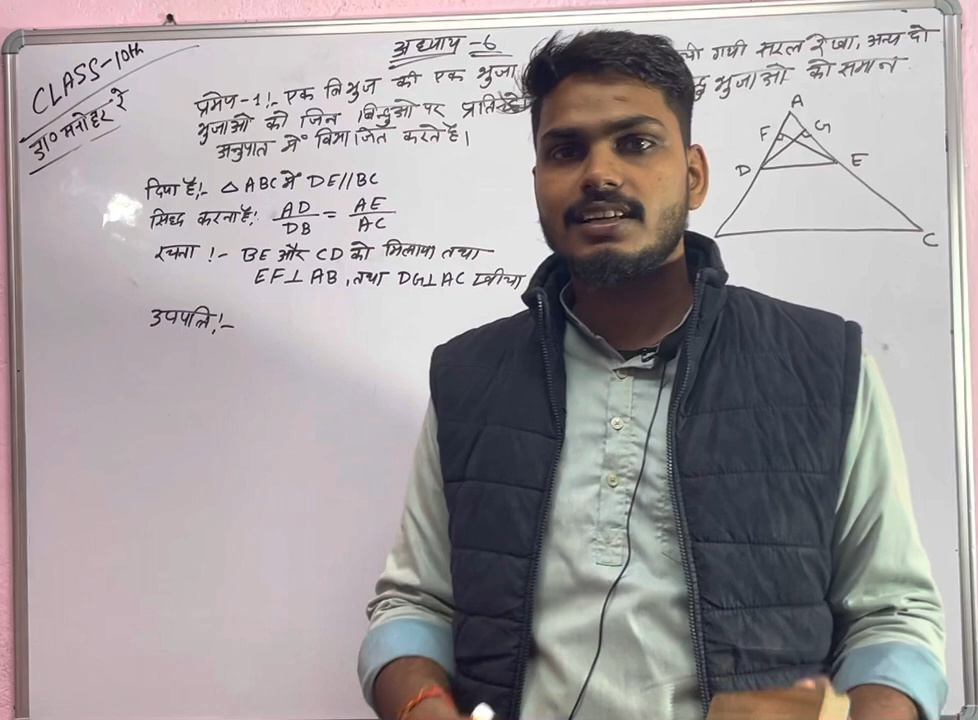 CLASS-10th
डा० मनोहर रे
अध्याय-6
प्रमेय-1:- एक त्रिभुज की एक भुजा गयी सरल रेखा, अन्य दो
भुजाओ को जिन बिन्दुओ पर प्रति भुजाओ को समान
अनुपात में विभाजित करते है।
दिया है:- △ ABC में DE//BC
सिद्ध करना है: AD/DB = AE/AC
रचना :- BE और CD को मिलाया तथा
EF⊥ AB, तथा DG⊥ AC खींचा
उपपत्ति:-
A
F G
D E
C